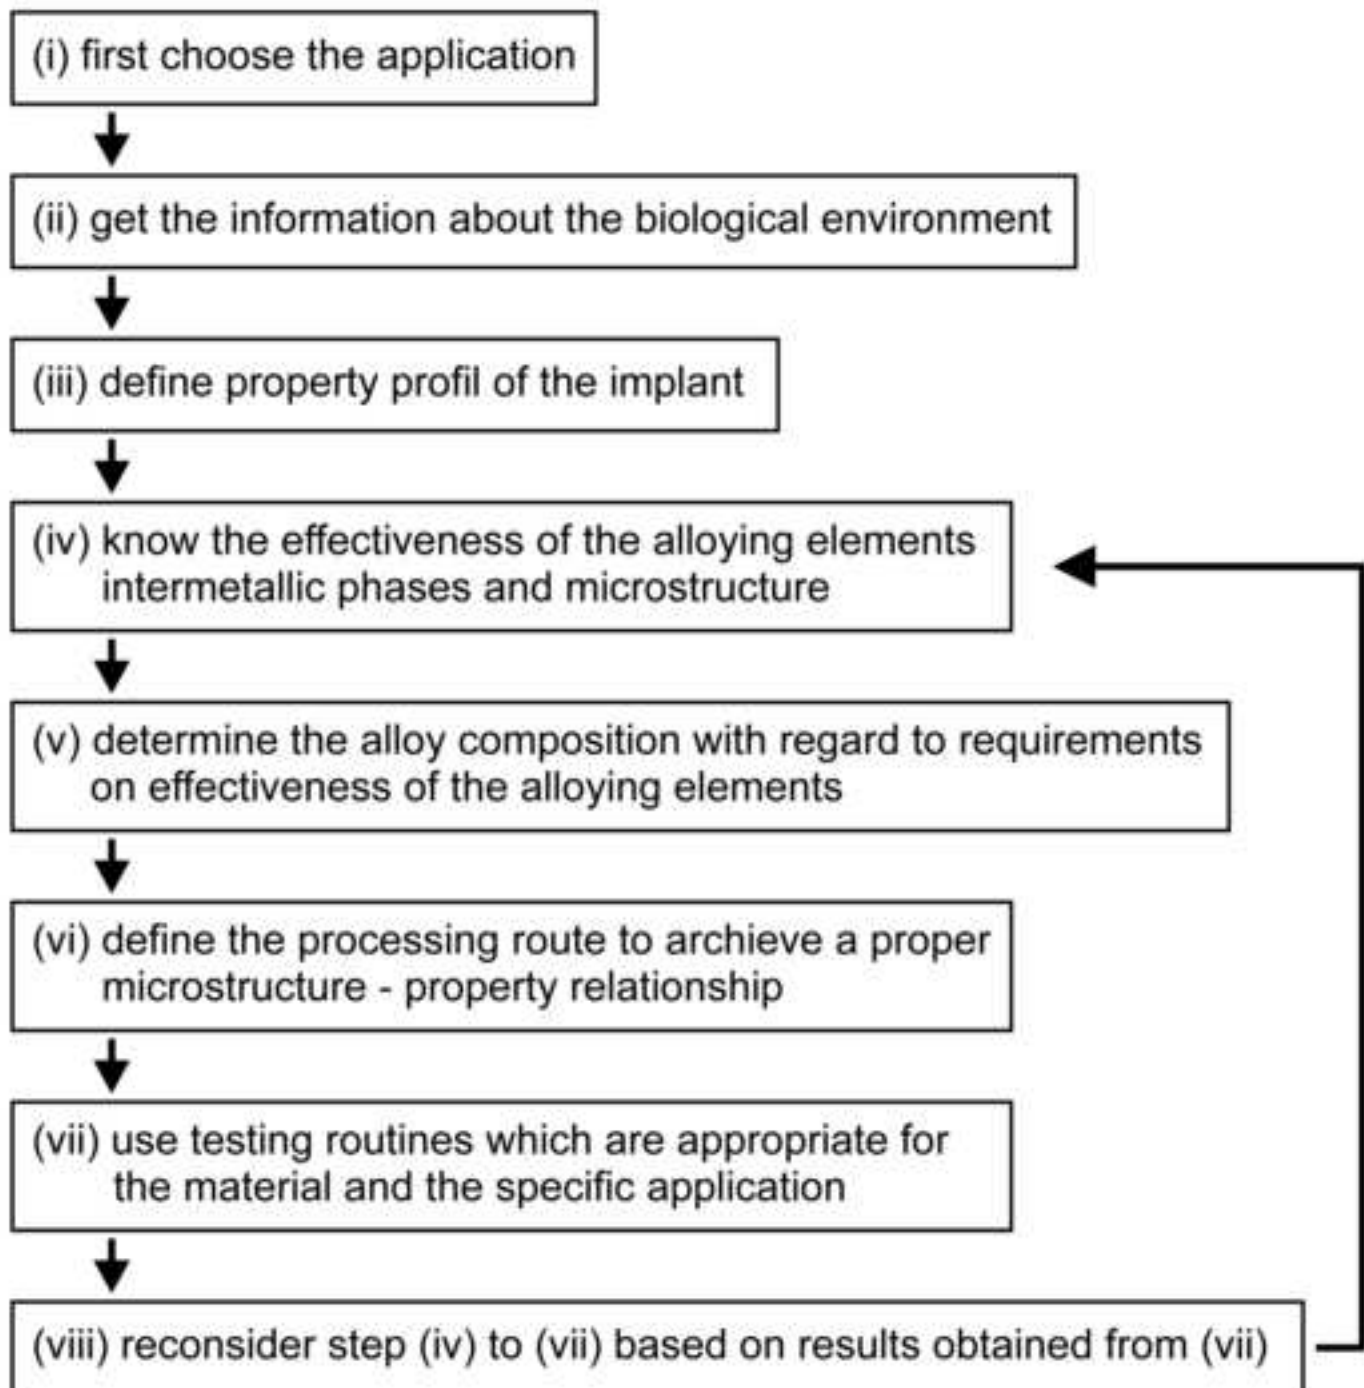 (i) first choose the application
(ii) get the information about the biological environment
(iii) define property profil of the implant
(iv) know the effectiveness of the alloying elements
intermetallic phases and microstructure
(v) determine the alloy composition with regard to requirements
on effectiveness of the alloying elements
(vi) define the processing route to archieve a proper
microstructure - property relationship
(vii) use testing routines which are appropriate for
the material and the specific application
(viii) reconsider step (iv) to (vii) based on results obtained from (vii)